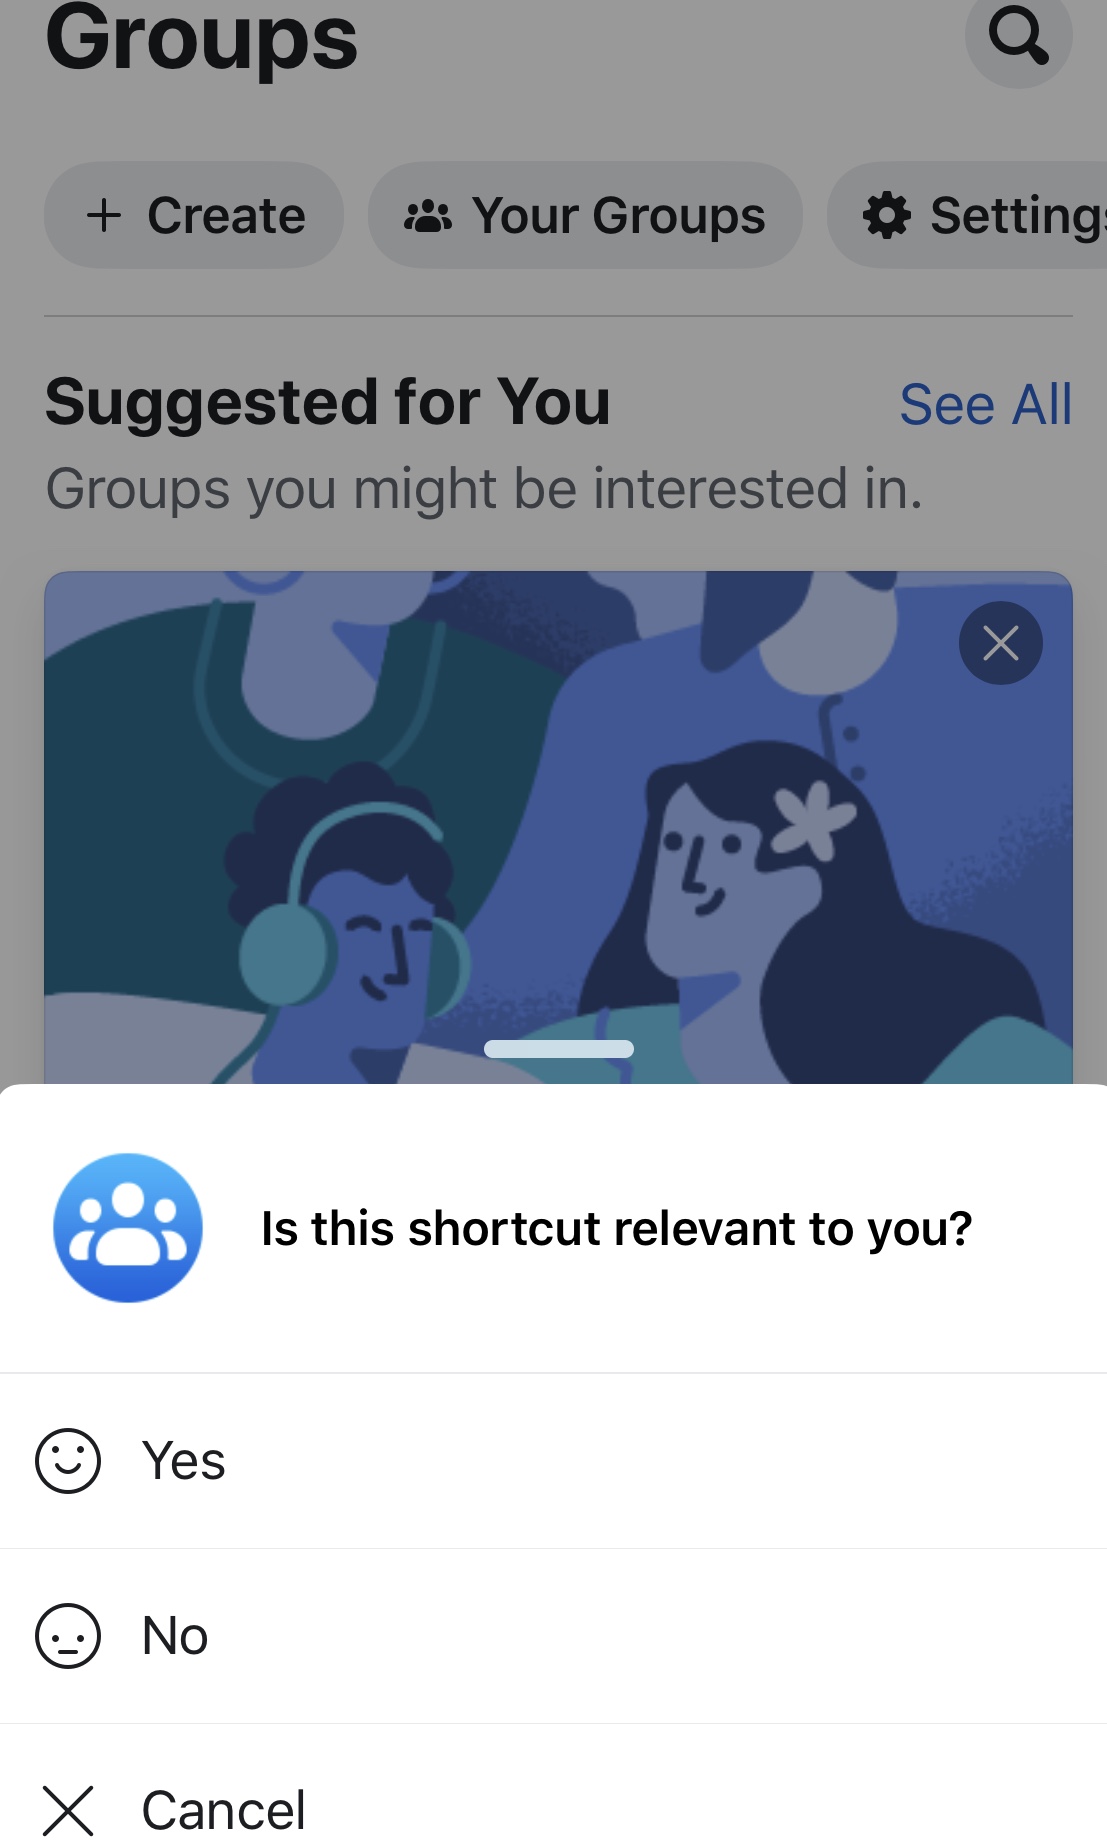 Groups
Create
Your Groups
Settings
Suggested for You
See All
Groups you might be interested in.
Is this shortcut relevant to you?
Yes
No
Cancel